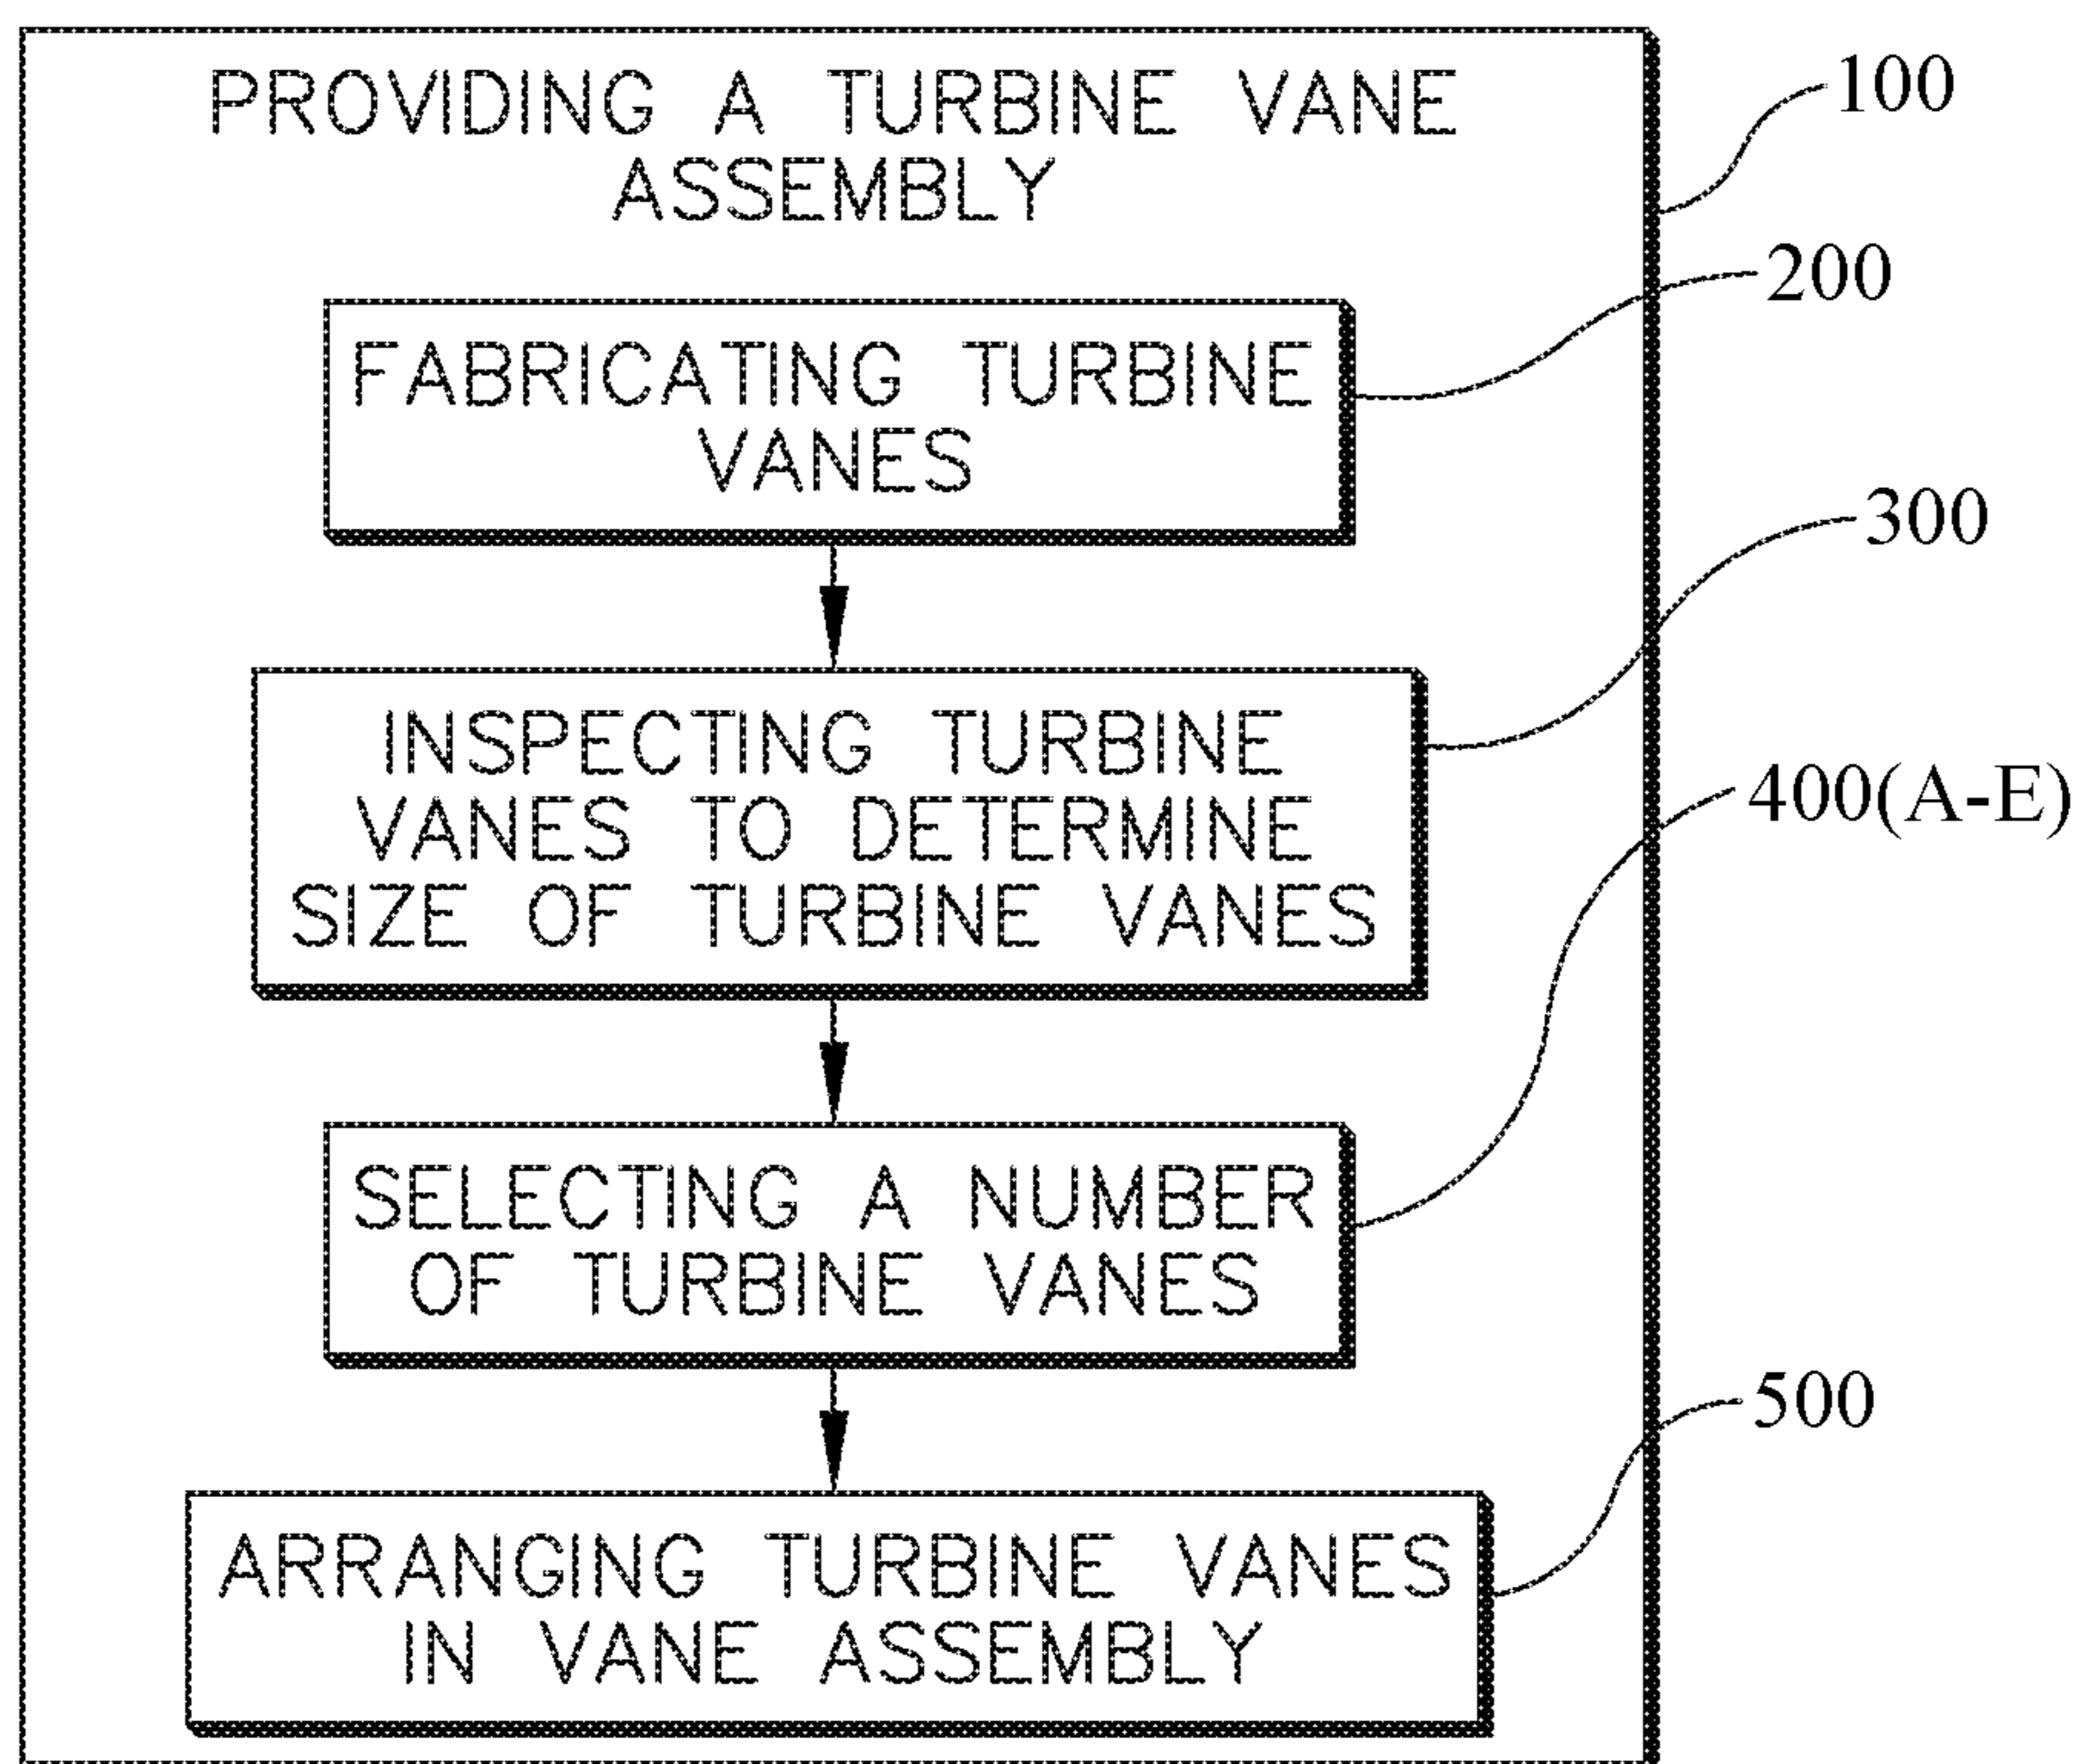 PROVIDING A TURBINE VANE
ASSEMBLY
100
200
FABRICATING TURBINE
VANES
300
INSPECTING TURBINE
VANES TO DETERMINE
SIZE OF TURBINE VANES
400(A-E)
SELECTING A NUMBER
OF TURBINE VANES
500
ARRANGING TURBINE VANES
IN VANE ASSEMBLY